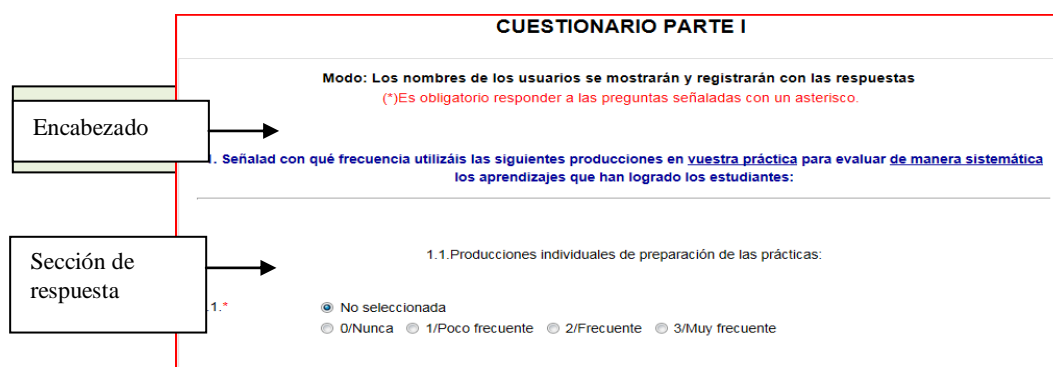 CUESTIONARIO PARTE I
Modo: Los nombres de los usuarios se mostrarán y registrarán con las respuestas
(*)Es obligatorio responder a las preguntas señaladas con un asterisco.
Encabezado
1. Señalad con qué frecuencia utilizáis las siguientes producciones en vuestra práctica para evaluar de manera sistemática
los aprendizajes que han logrado los estudiantes:
Sección de
respuesta
1.1.Producciones individuales de preparación de las prácticas:
.1.*
No seleccionada
0/Nunca 1/Poco frecuente 2/Frecuente 3/Muy frecuente